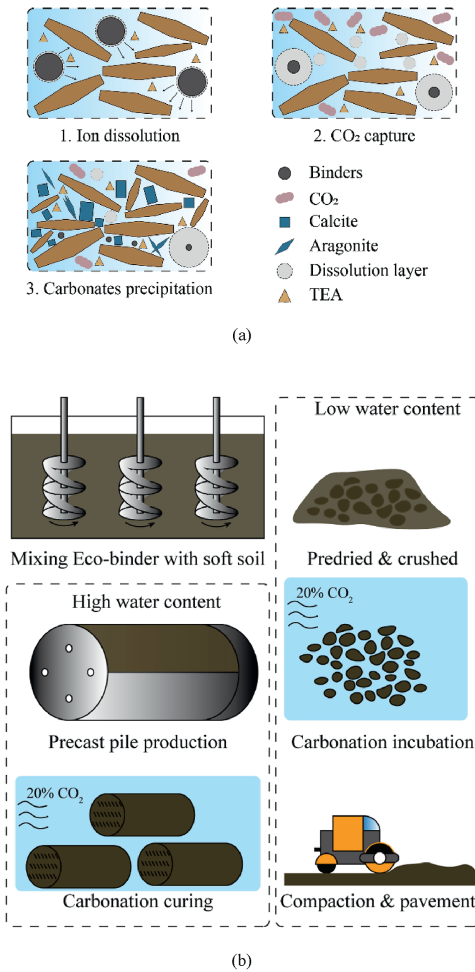 1. Ion dissolution
2. CO₂ capture
3. Carbonates precipitation
Binders
CO₂
Calcite
Aragonite
Dissolution layer
TEA
(a)
Mixing Eco-binder with soft soil
High water content
Precast pile production
20% CO₂
Carbonation curing
Low water content
Predried & crushed
20% CO₂
Carbonation incubation
Compaction & pavement
(b)